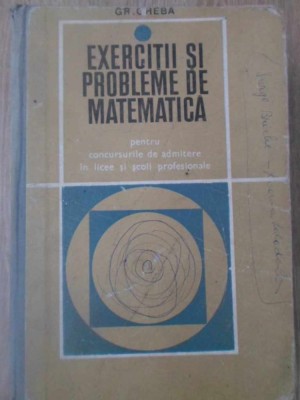 GR. GHEBA
EXERCITII SI
PROBLEME DE
MATEMATICA
pentru
concursurile de admitere
în licee și școli profesionale